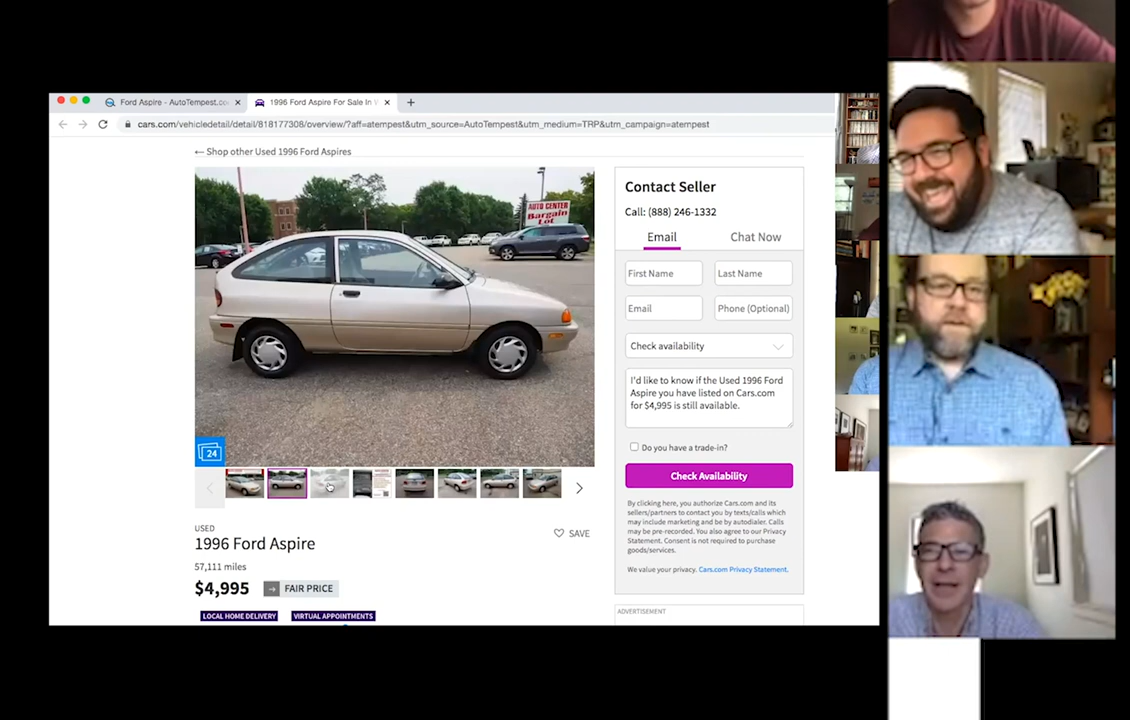 Ford Aspire - AutoTempest.co
1996 Ford Aspire For Sale In
cars.com/vehicledetail/detail/818177308/overview/?aff=atempest&utm_source=AutoTempest&utm_medium=TRP&utm_campaign=atempest
← Shop other Used 1996 Ford Aspires
AUTO CENTER
Bargain
Lot
24
USED
SAVE
1996 Ford Aspire
57,111 miles
$4,995
FAIR PRICE
LOCAL HOME DELIVERY
VIRTUAL APPOINTMENTS
Contact Seller
Call: (888) 246-1332
Email
Chat Now
First Name
Last Name
Email
Phone (Optional)
Check availability
I'd like to know if the Used 1996 Ford
Aspire you have listed on Cars.com
for $4,995 is still available.
Do you have a trade-in?
Check Availability
By clicking here, you authorize Cars.com and its
sellers/partners to contact you by texts/calls which
may include marketing and be by autodialer. Calls
may be pre-recorded. You also agree to our Privacy
Statement. Consent is not required to purchase
goods/services.
We value your privacy. Cars.com Privacy Statement.
ADVERTISEMENT